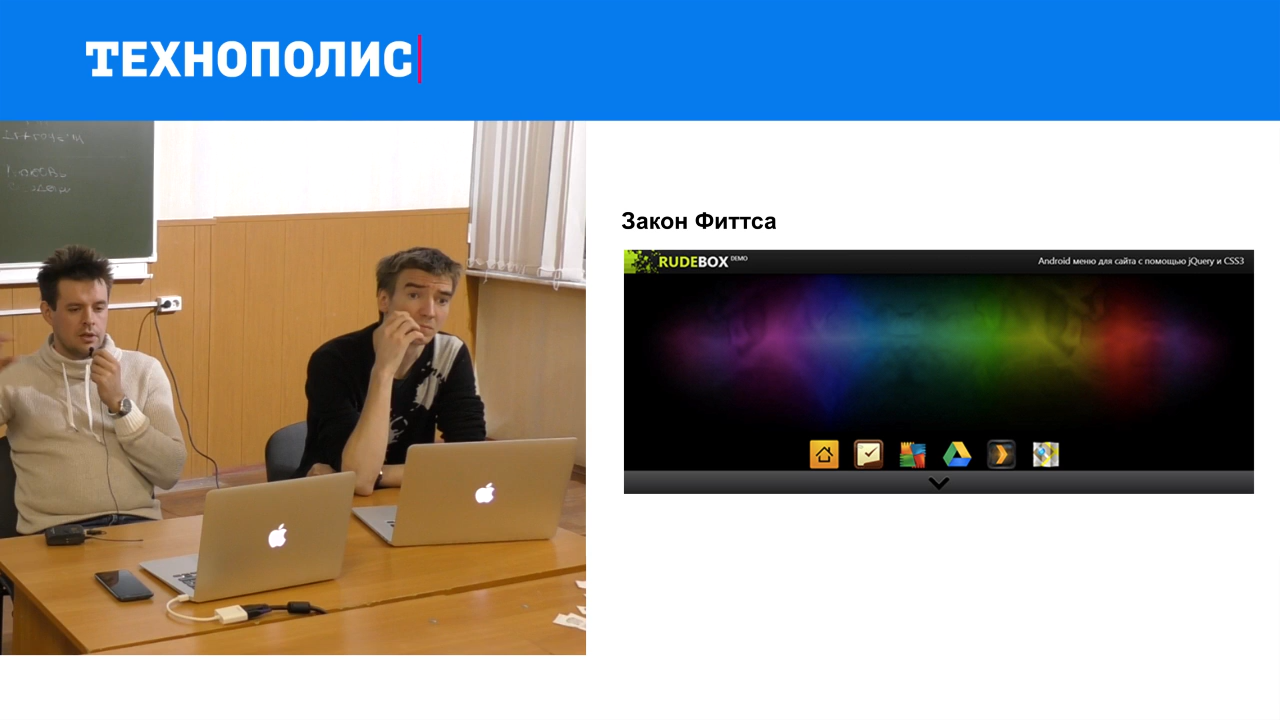 ТЕХНОПОЛИС
Закон Фиттса
RUDEBOX DEMO
Android меню для сайта с помощью jQuery и CSS3